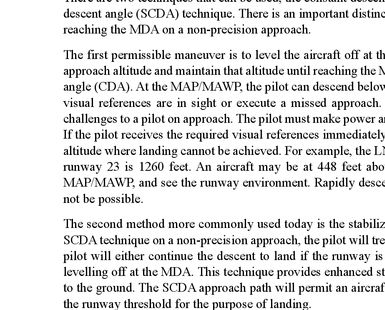 There are two techniques that can be used, the constant desce
descent angle (SCDA) technique. There is an important distinc
reaching the MDA on a non-precision approach.
The first permissible maneuver is to level the aircraft off at th
approach altitude and maintain that altitude until reaching the M
angle (CDA). At the MAP/MAWP, the pilot can descend below
visual references are in sight or execute a missed approach.
challenges to a pilot on approach. The pilot must make power an
If the pilot receives the required visual references immediately
altitude where landing cannot be achieved. For example, the LN
runway 23 is 1260 feet. An aircraft may be at 448 feet abo
MAP/MAWP, and see the runway environment. Rapidly desce
not be possible.
The second method more commonly used today is the stabiliz
SCDA technique on a non-precision approach, the pilot will tre
pilot will either continue the descent to land if the runway is
levelling off at the MDA. This technique provides enhanced st
to the ground. The SCDA approach path will permit an aircraf
the runway threshold for the purpose of landing.